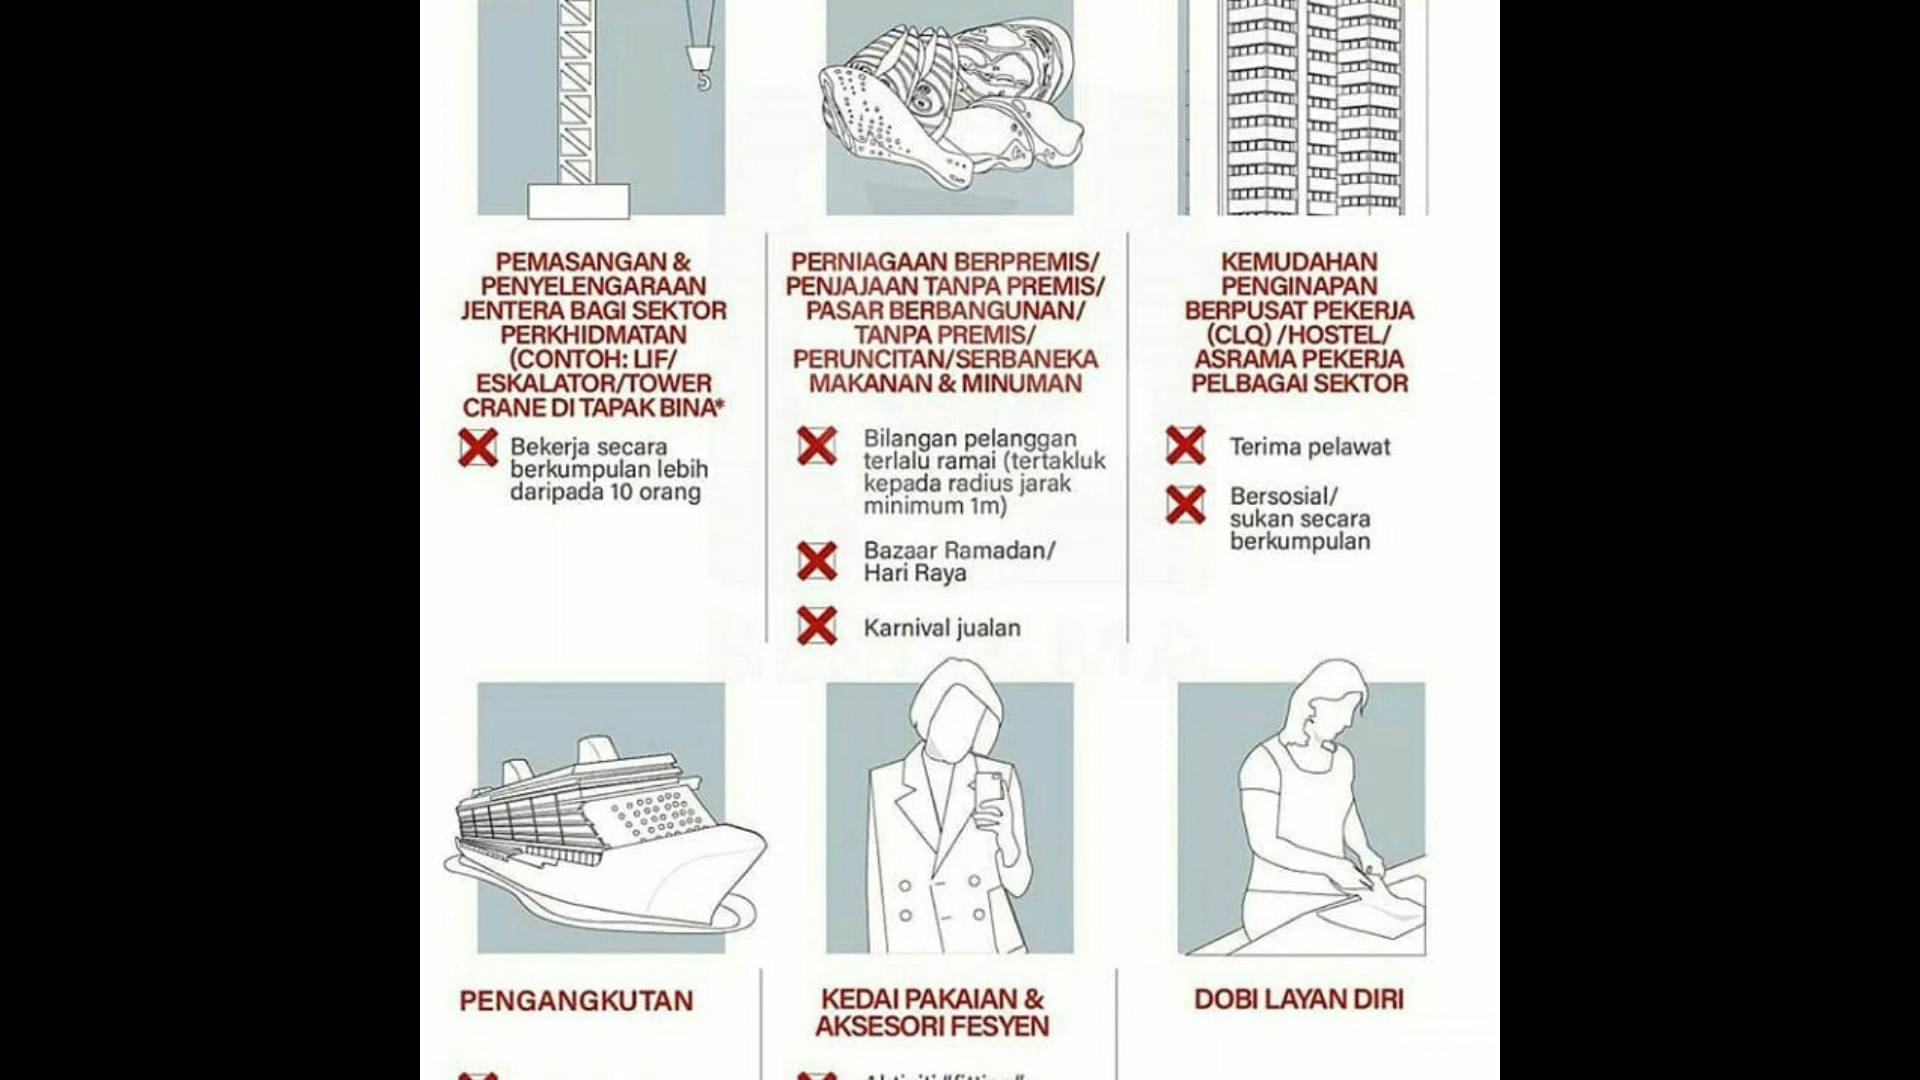 PEMASANGAN &
PENYELENGARAAN
JENTERA BAGI SEKTOR
PERKHIDMATAN
(CONTOH: LIF/
ESKALATOR/TOWER
CRANE DI TAPAK BINA*
Bekerja secara
berkumpulan lebih
daripada 10 orang
PERNIAGAAN BERPREMIS/
PENJAJAAN TANPA PREMIS/
PASAR BERBANGUNAN/
TANPA PREMIS/
PERUNCITAN/SERBANEKA
MAKANAN & MINUMAN
Bilangan pelanggan
terlalu ramai (tertakluk
kepada radius jarak
minimum 1m)
Bazaar Ramadan/
Hari Raya
Karnival jualan
KEMUDAHAN
PENGINAPAN
BERPUSAT PEKERJA
(CLQ) /HOSTEL/
ASRAMA PEKERJA
PELBAGAI SEKTOR
Terima pelawat
Bersosial/
sukan secara
berkumpulan
PENGANGKUTAN
KEDAI PAKAIAN &
AKSESORI FESYEN
DOBI LAYAN DIRI